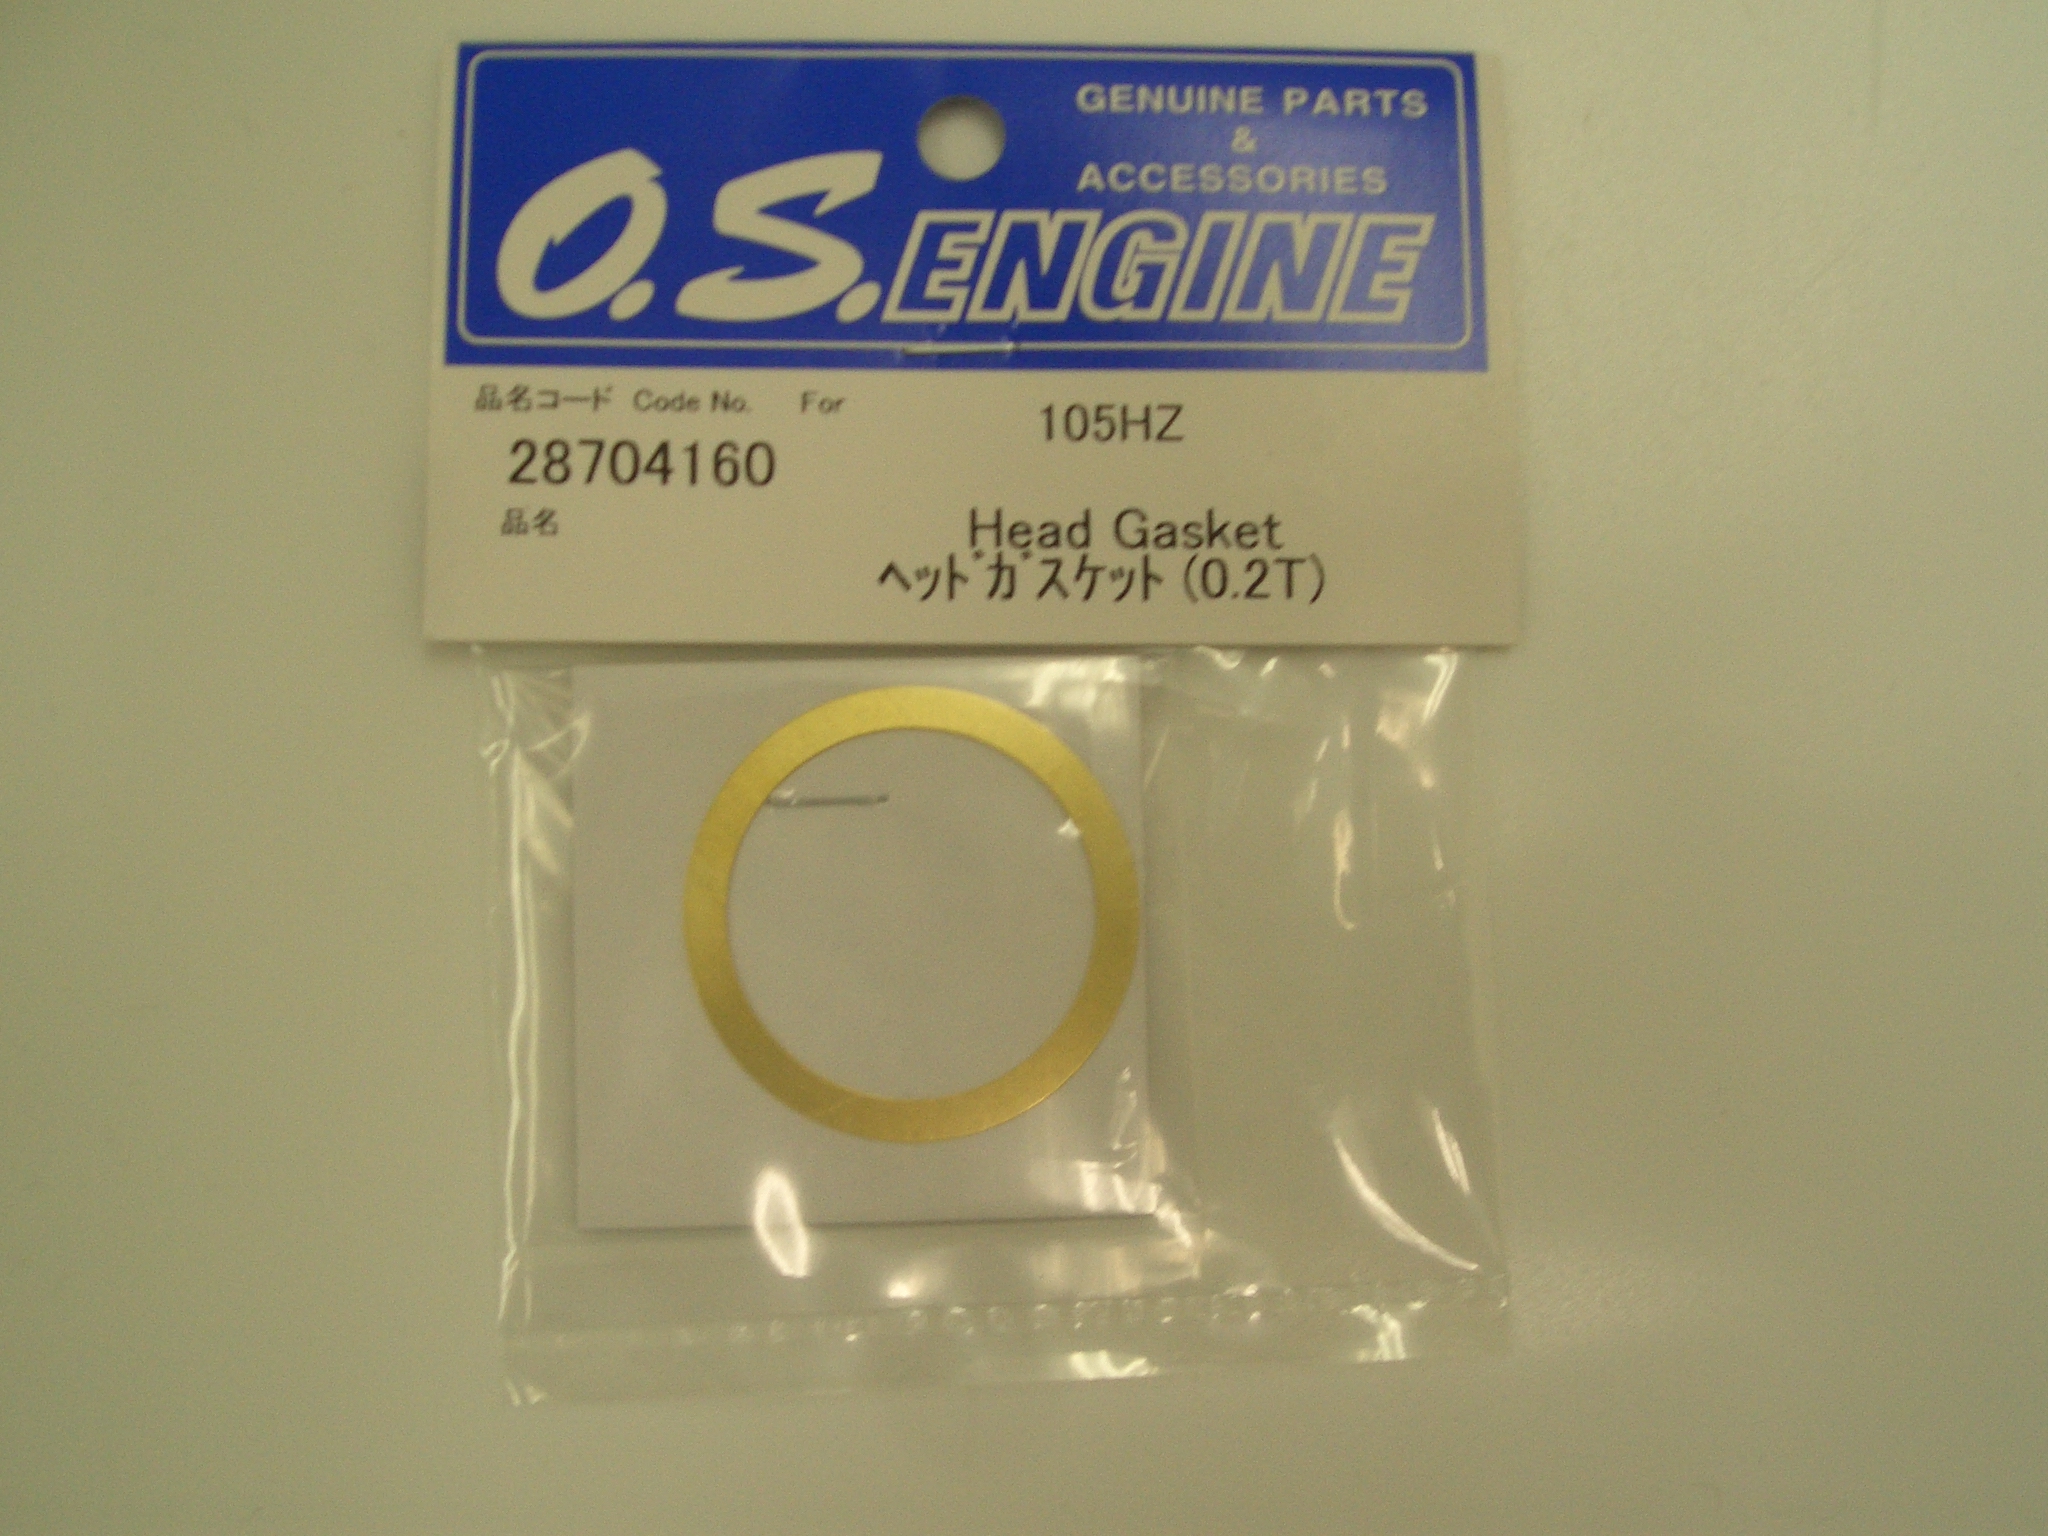 GENUINE PARTS
&
ACCESSORIES
O.S.ENGINE
品名コード Code No. For
105HZ
28704160
品名
Head Gasket
ヘッドガスケット (0.2T)